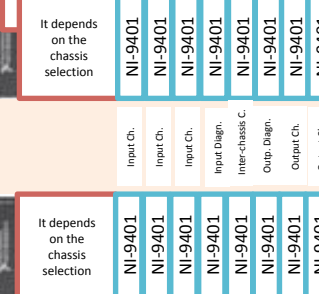 It depends
on the
chassis
selection
NI-9401
NI-9401
NI-9401
NI-9401
NI-9401
NI-9401
NI-9401
Input Ch.
Input Ch.
Input Ch.
Input Diagn.
Inter-chassis C.
Outp. Diagn.
Output Ch.
It depends
on the
chassis
selection
NI-9401
NI-9401
NI-9401
NI-9401
NI-9401
NI-9401
NI-9401